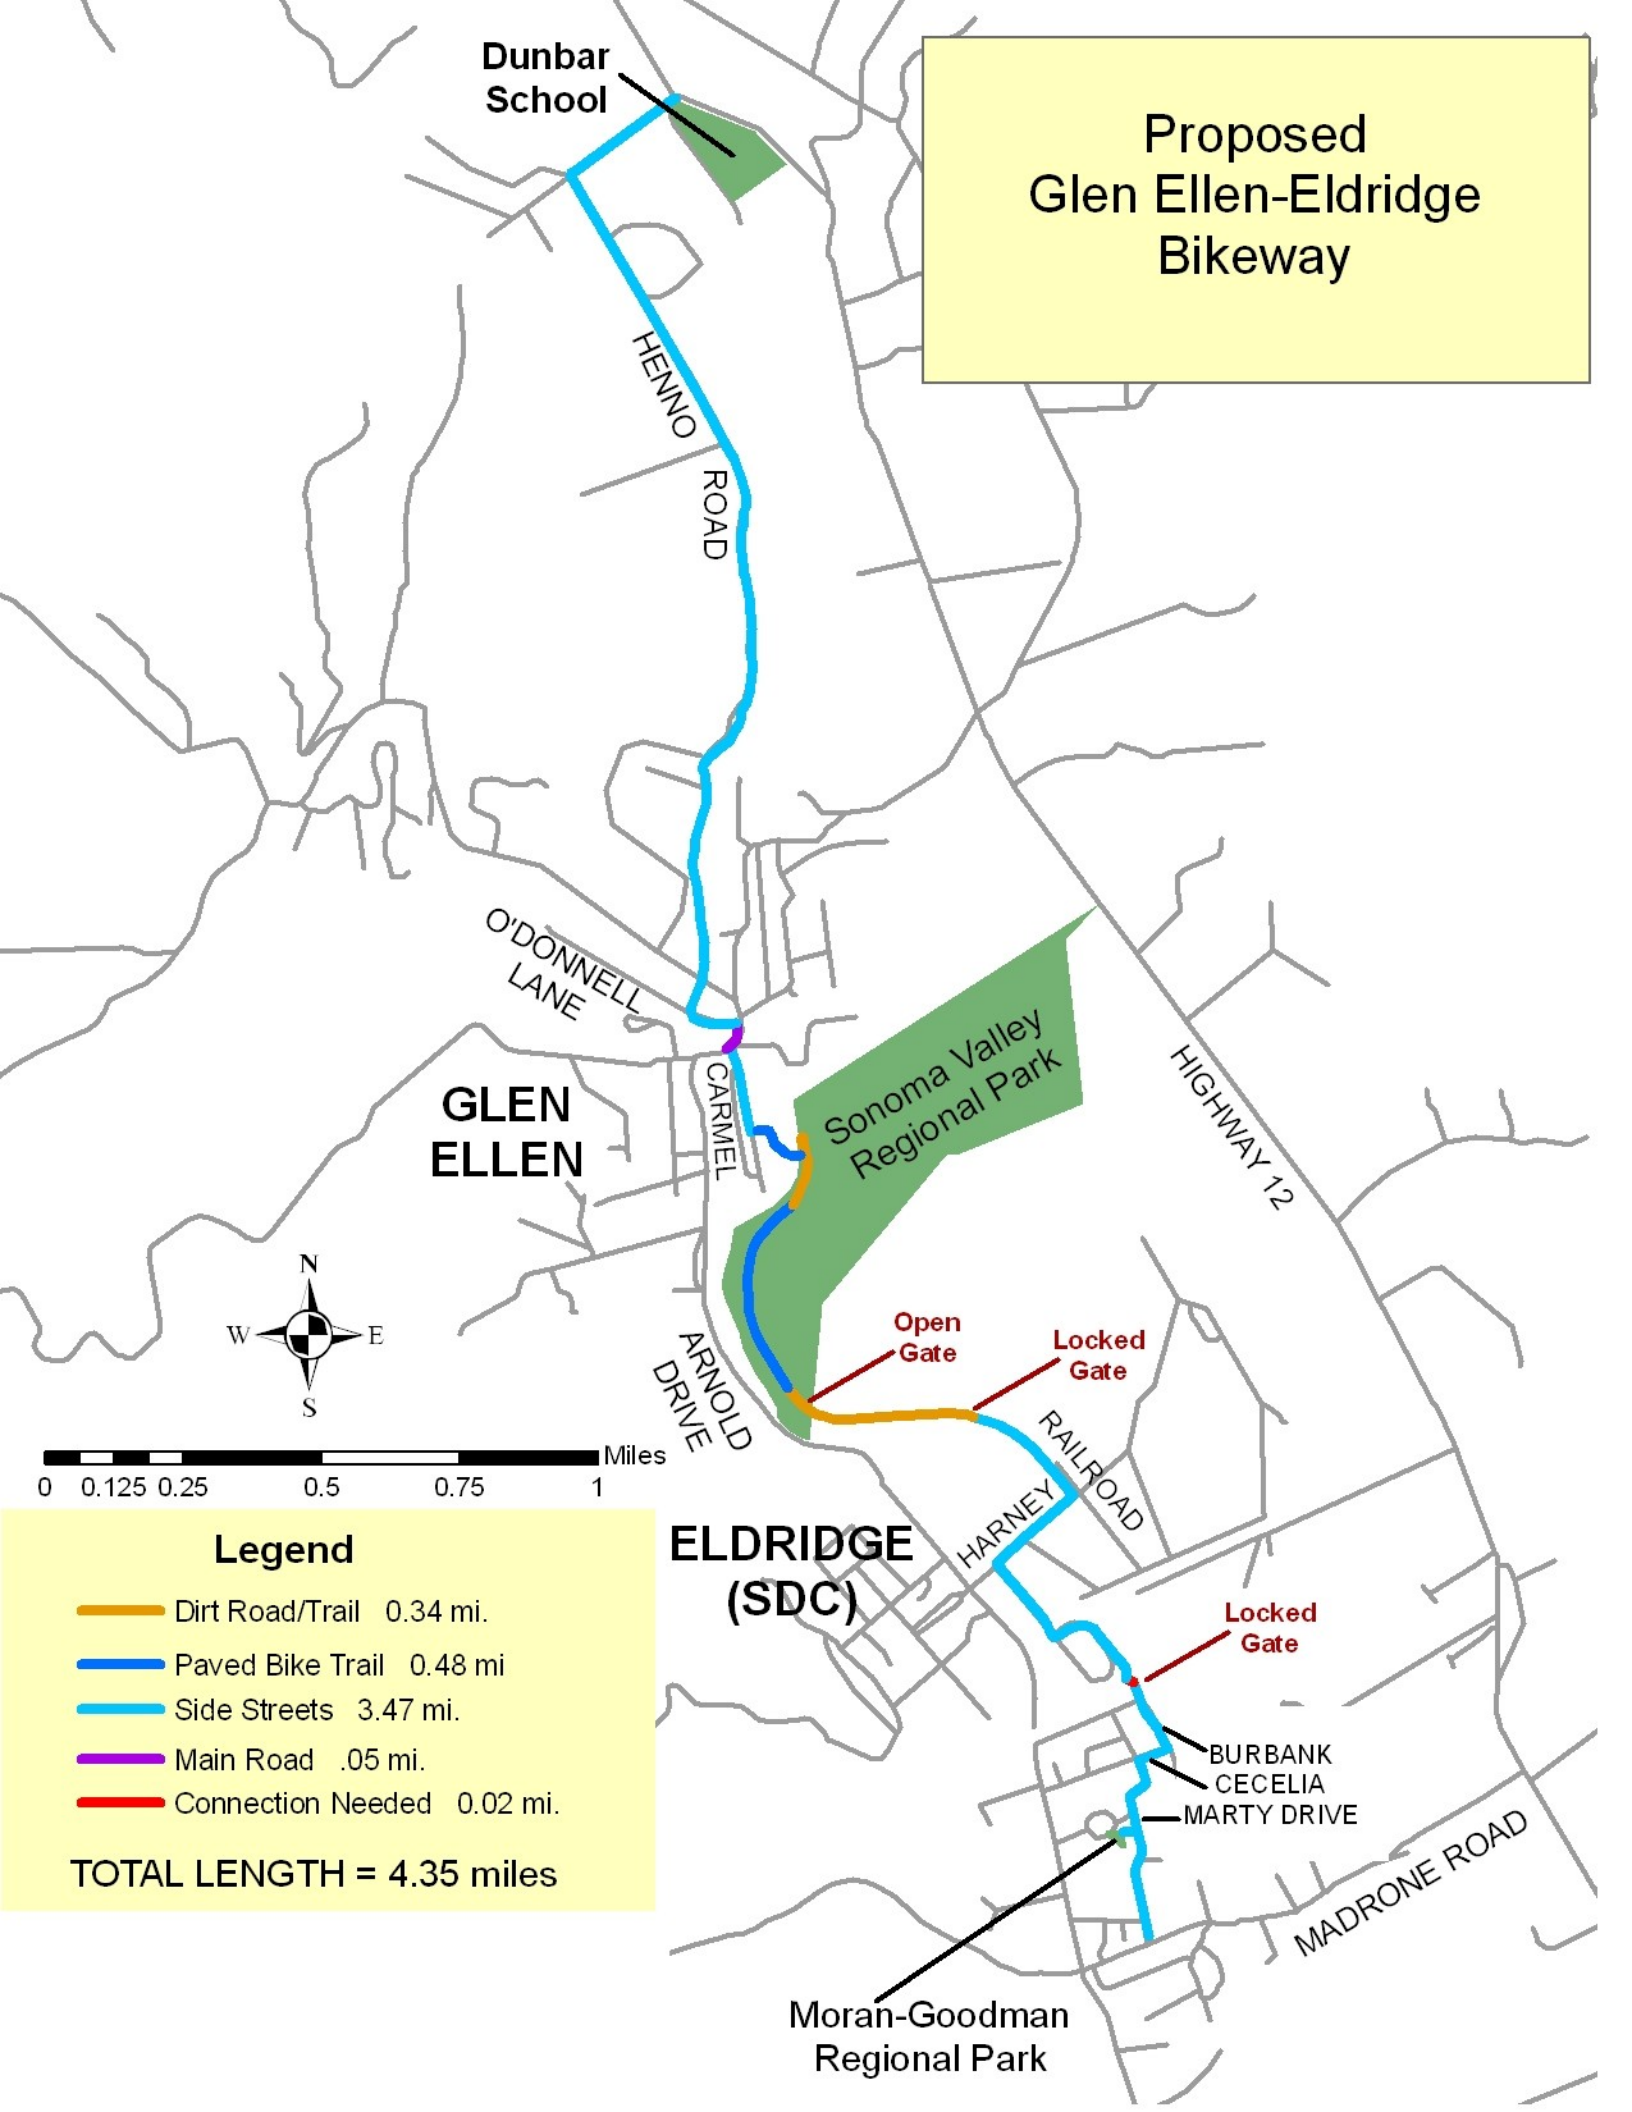 Dunbar
School
Proposed
Glen Ellen-Eldridge
Bikeway
HENNO
ROAD
O'DONNELL
LANE
Sonoma Valley
Regional Park
CARMEL
GLEN
ELLEN
HIGHWAY 12
N
W
E
S
Open
Gate
Locked
Gate
ARNOLD
DRIVE
RAILROAD
HARNEY
Miles
0 0.125 0.25 0.5 0.75 1
ELDRIDGE
(SDC)
Legend
Dirt Road/Trail 0.34 mi.
Paved Bike Trail 0.48 mi
Side Streets 3.47 mi.
Main Road .05 mi.
Connection Needed 0.02 mi.
TOTAL LENGTH = 4.35 miles
Locked
Gate
BURBANK
CECELIA
MARTY DRIVE
MADRONE ROAD
Moran-Goodman
Regional Park